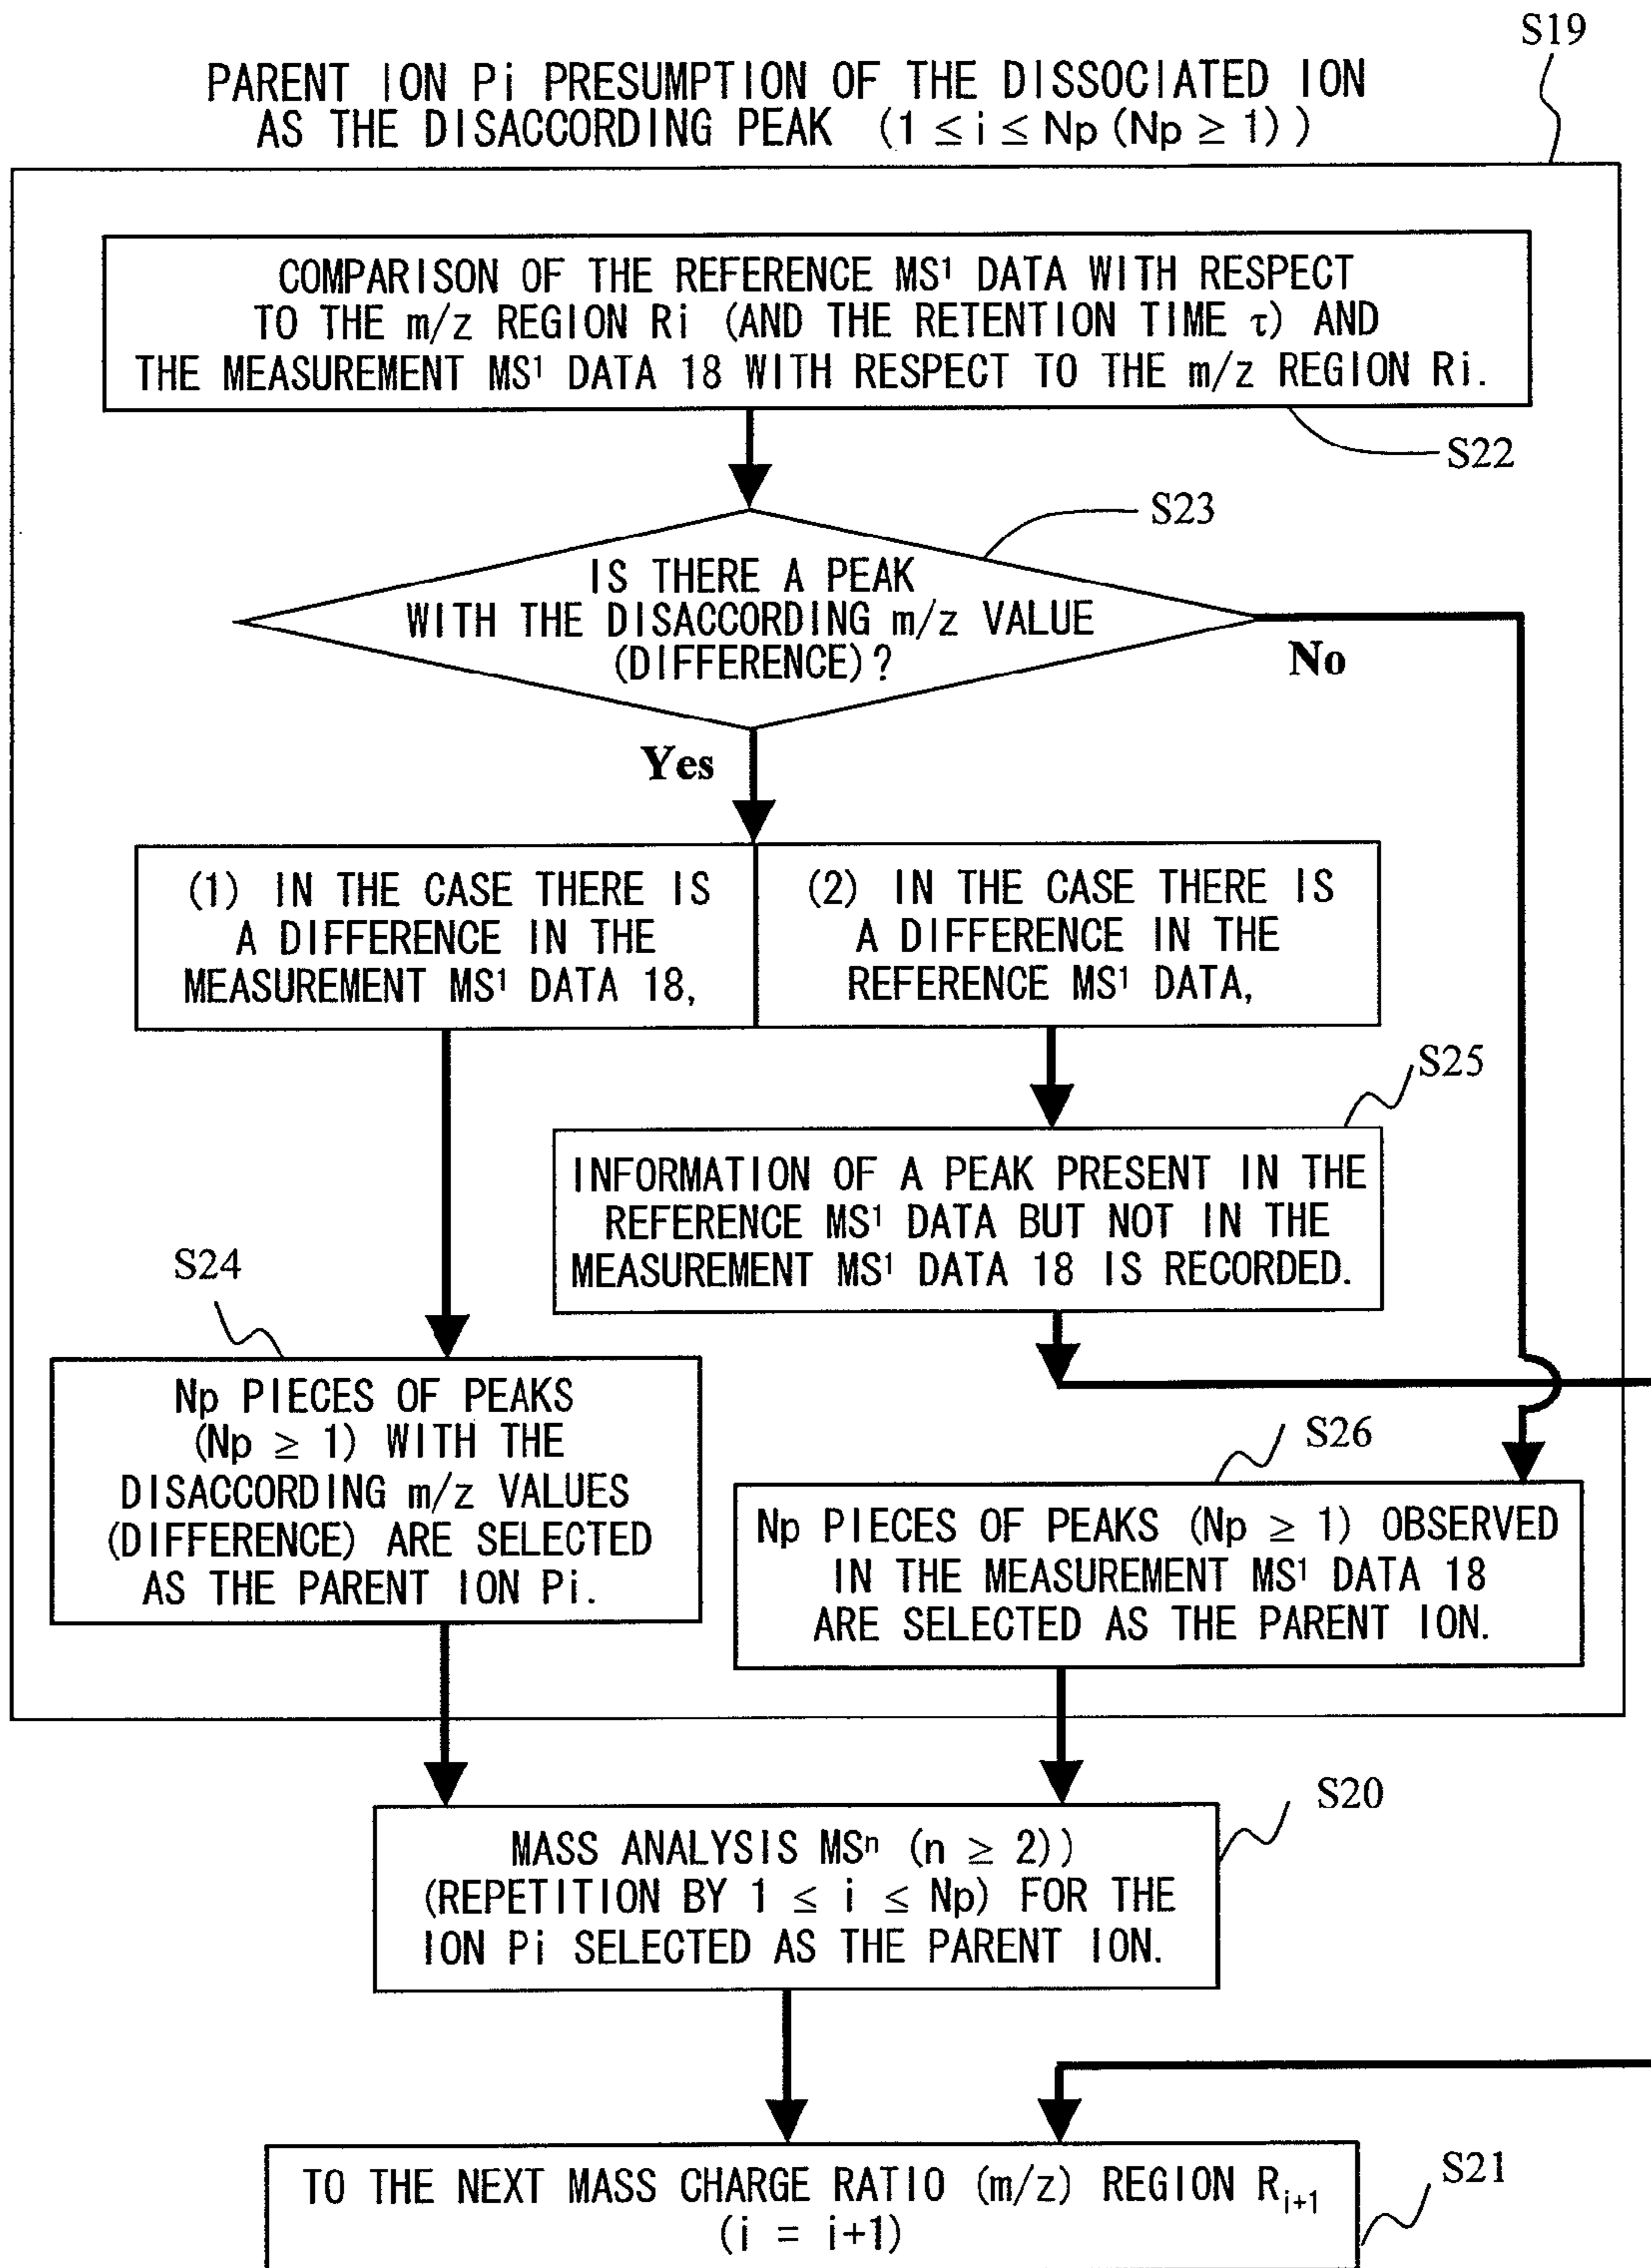 S19
PARENT ION Pi PRESUMPTION OF THE DISSOCIATED ION
AS THE DISACCORDING PEAK (1 ≤ i ≤ Np (Np ≥ 1))
COMPARISON OF THE REFERENCE MS¹ DATA WITH RESPECT
TO THE m/z REGION Ri (AND THE RETENTION TIME τ) AND
THE MEASUREMENT MS¹ DATA 18 WITH RESPECT TO THE m/z REGION Ri.
S22
S23
IS THERE A PEAK
WITH THE DISACCORDING m/z VALUE
(DIFFERENCE)?
No
Yes
(1) IN THE CASE THERE IS
A DIFFERENCE IN THE
MEASUREMENT MS¹ DATA 18,
(2) IN THE CASE THERE IS
A DIFFERENCE IN THE
REFERENCE MS¹ DATA,
S25
INFORMATION OF A PEAK PRESENT IN THE
REFERENCE MS¹ DATA BUT NOT IN THE
MEASUREMENT MS¹ DATA 18 IS RECORDED.
S24
Np PIECES OF PEAKS
(Np ≥ 1) WITH THE
DISACCORDING m/z VALUES
(DIFFERENCE) ARE SELECTED
AS THE PARENT ION Pi.
S26
Np PIECES OF PEAKS (Np ≥ 1) OBSERVED
IN THE MEASUREMENT MS¹ DATA 18
ARE SELECTED AS THE PARENT ION.
S20
MASS ANALYSIS MSⁿ (n ≥ 2))
(REPETITION BY 1 ≤ i ≤ Np) FOR THE
ION Pi SELECTED AS THE PARENT ION.
S21
TO THE NEXT MASS CHARGE RATIO (m/z) REGION Rᵢ₊₁
(i = i+1)